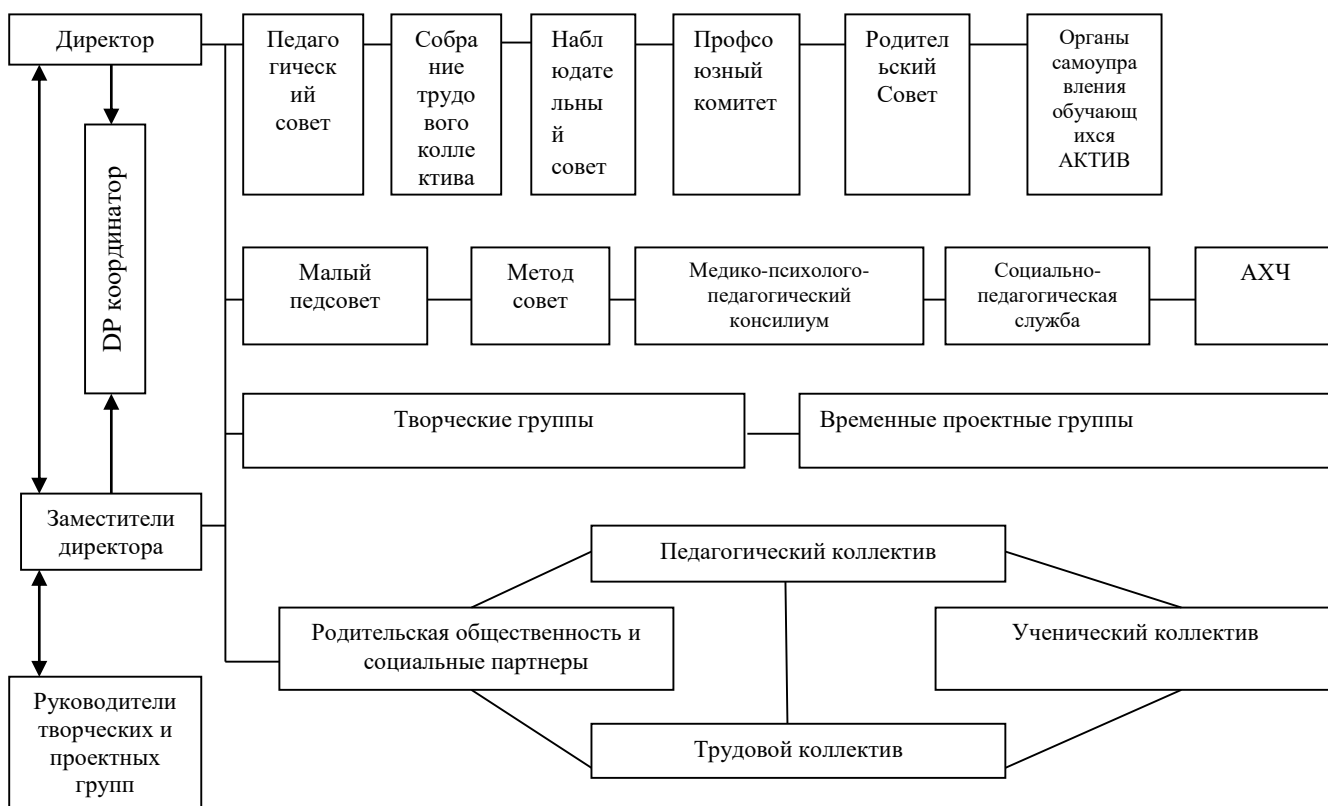 Директор
Педаго
гическ
ий
совет
Собра
ние
трудо
вого
колле
ктива
Набл
юдате
льны
й
совет
Профсо
юзный
комитет
Родител
ьский
Совет
Органы
самоупра
вления
обучающ
ихся
АКТИВ
DP координатор
Малый
педсовет
Метод
совет
Медико-психолого-
педагогический
консилиум
Социально-
педагогическая
служба
АХЧ
Творческие группы
Временные проектные группы
Заместители
директора
Педагогический коллектив
Родительская общественность и
социальные партнеры
Ученический коллектив
Трудовой коллектив
Руководители
творческих и
проектных
групп